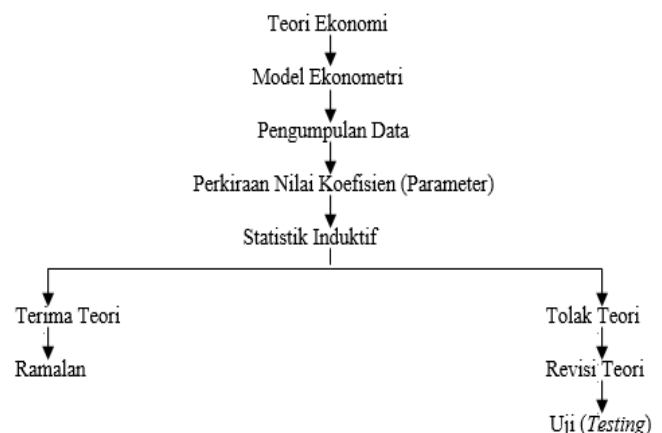 Teori Ekonomi
Model Ekonometri
Pengumpulan Data
Perkiraan Nilai Koefisien (Parameter)
Statistik Induktif
Terima Teori
Tolak Teori
Ramalan
Revisi Teori
Uji (Testing)